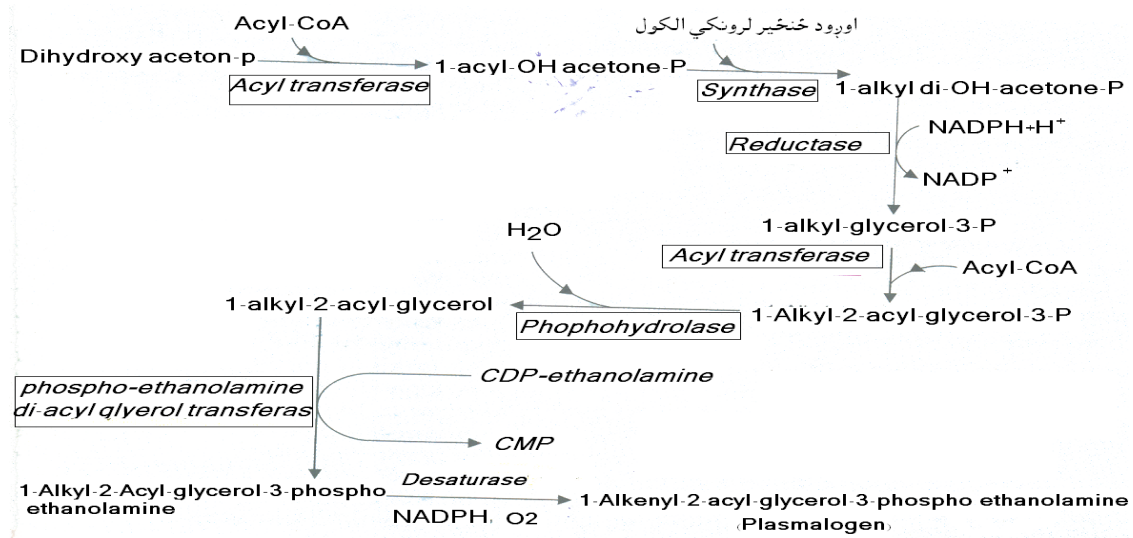 Acyl-CoA
اوږود ځنځیر لرونکي الکول
Dihydroxy aceton-p
1-acyl-OH acetone-P
1-alkyl di-OH-acetone-P
Acyl transferase
Synthase
NADPH+H+
Reductase
NADP +
1-alkyl-glycerol-3-P
H2O
Acyl transferase
Acyl-CoA
1-alkyl-2-acyl-glycerol
1-Alkyl-2-acyl-glycerol-3-P
Phophohydrolase
CDP-ethanolamine
phospho-ethanolamine
di-acyl qlyerol transferas
CMP
Desaturase
1-Alkyl-2-Acyl-glycerol-3-phospho
ethanolamine
NADPH, O2
1-Alkenyl-2-acyl-glycerol-3-phospho ethanolamine
(Plasmalogen)